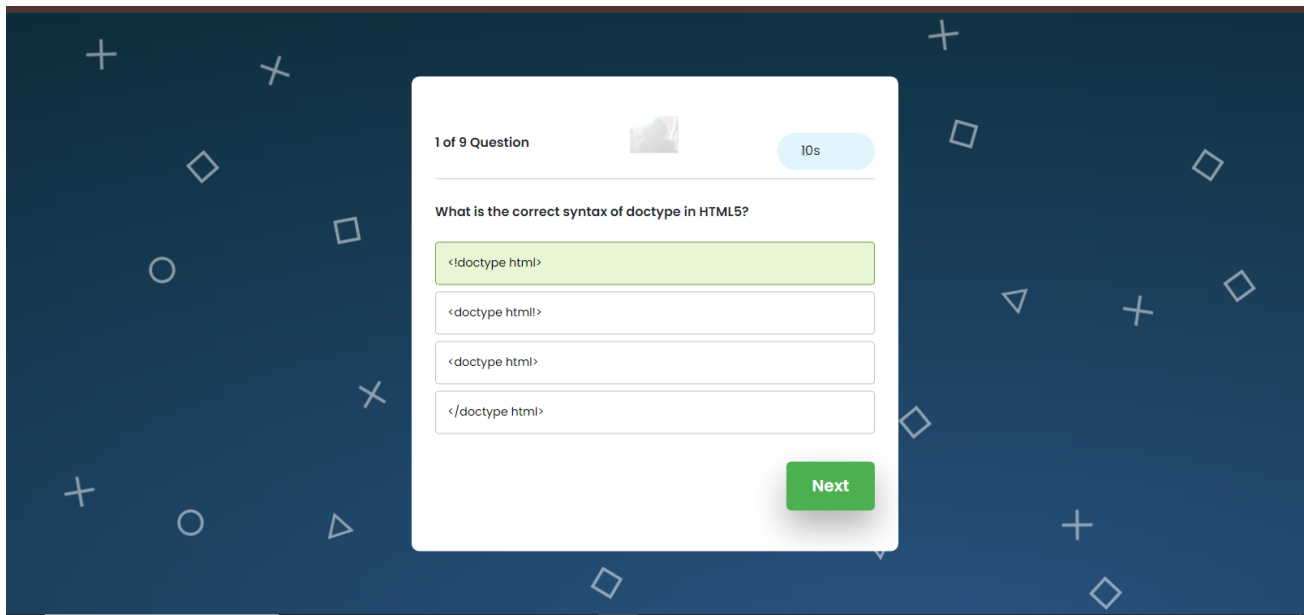 1 of 9 Question
10s
What is the correct syntax of doctype in HTML5?
<!doctype html>
<doctype html!>
<doctype html>
</doctype html>
Next